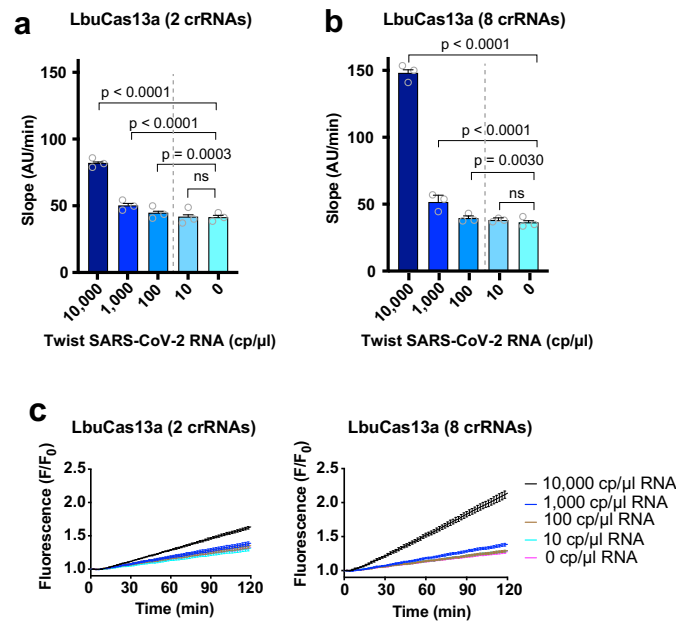 a
LbuCas13a (2 crRNAs)
Slope (AU/min)
150
100
50
0
p < 0.0001
p < 0.0001
p = 0.0003
ns
10,000
1,000
100
10
0
Twist SARS-CoV-2 RNA (cp/µl)
b
LbuCas13a (8 crRNAs)
Slope (AU/min)
150
100
50
0
p < 0.0001
p < 0.0001
p = 0.0030
ns
10,000
1,000
100
10
0
Twist SARS-CoV-2 RNA (cp/µl)
c
LbuCas13a (2 crRNAs)
Fluorescence (F/F0)
2.5
2.0
1.5
1.0
0 30 60 90 120
Time (min)
LbuCas13a (8 crRNAs)
Fluorescence (F/F0)
2.5
2.0
1.5
1.0
0 30 60 90 120
Time (min)
10,000 cp/µl RNA
1,000 cp/µl RNA
100 cp/µl RNA
10 cp/µl RNA
0 cp/µl RNA